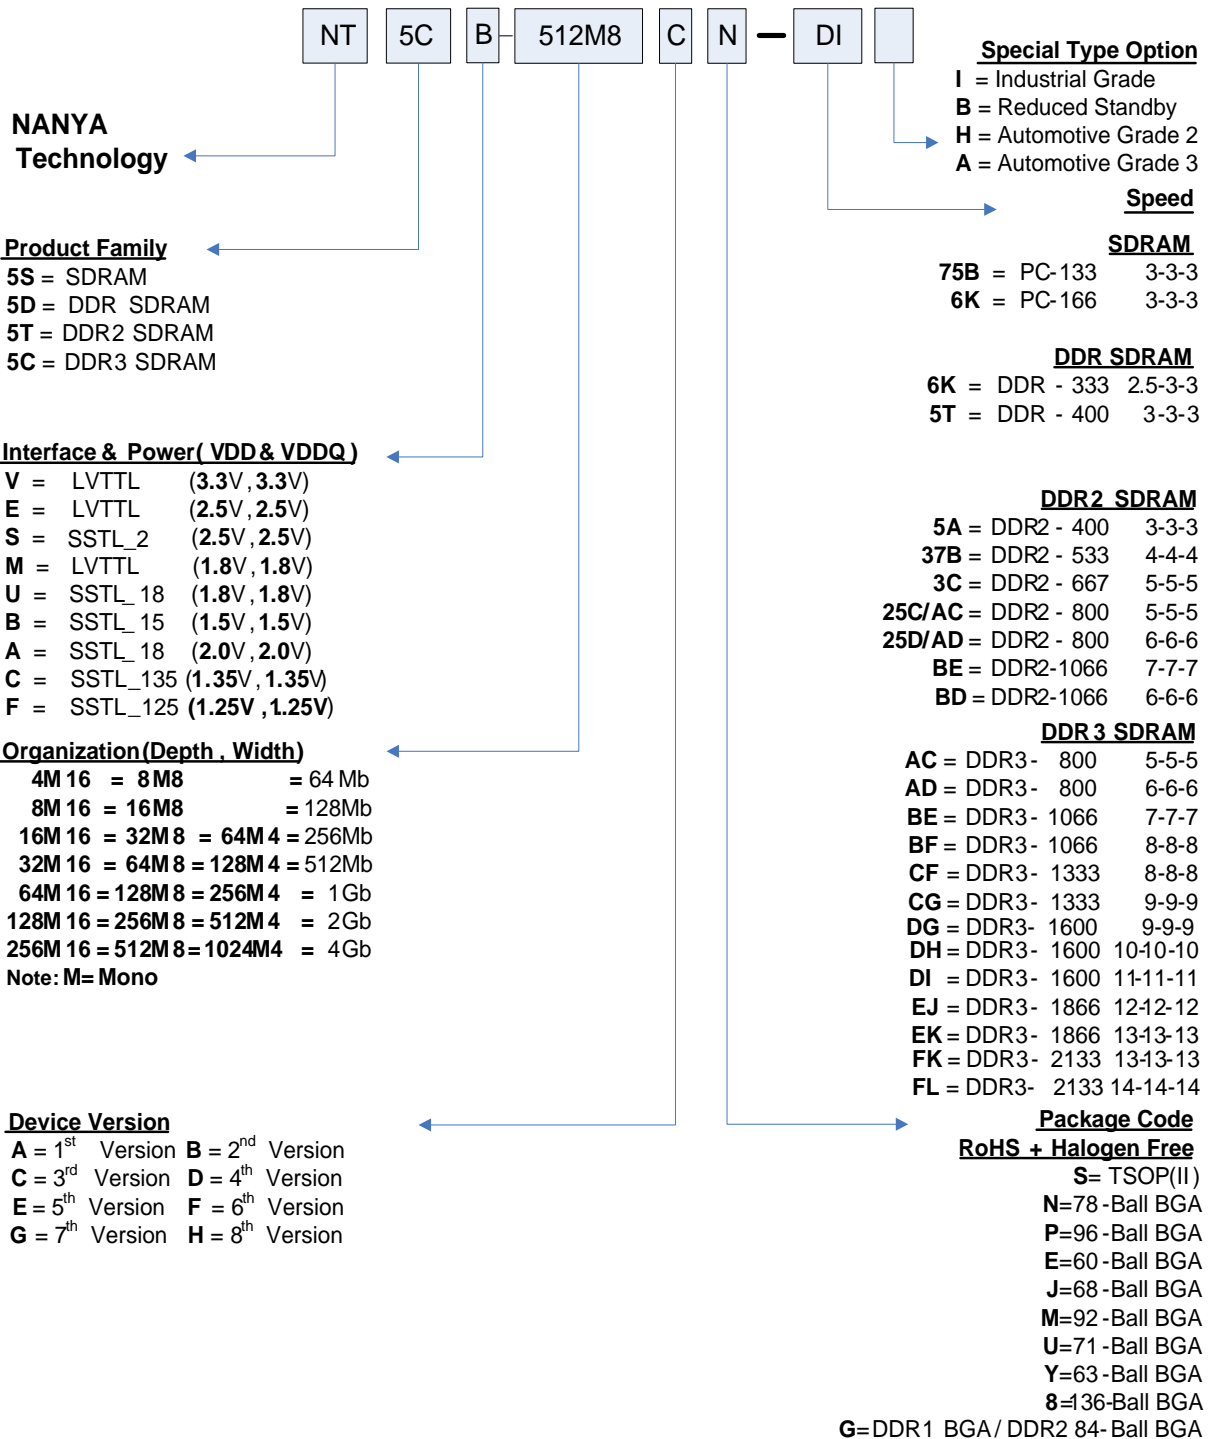 NT 5C B 512M8 C N — DI
NANYA
Technology
Product Family
5S = SDRAM
5D = DDR SDRAM
5T = DDR2 SDRAM
5C = DDR3 SDRAM
Interface & Power( VDD & VDDQ )
V = LVTTL (3.3V , 3.3V)
E = LVTTL (2.5V , 2.5V)
S = SSTL_2 (2.5V , 2.5V)
M = LVTTL (1.8V , 1.8V)
U = SSTL_18 (1.8V , 1.8V)
B = SSTL_15 (1.5V , 1.5V)
A = SSTL_18 (2.0V , 2.0V)
C = SSTL_135 (1.35V , 1.35V)
F = SSTL_125 (1.25V , 1.25V)
Organization (Depth , Width)
4M16 = 8M8 = 64Mb
8M16 = 16M8 = 128Mb
16M16 = 32M8 = 64M4 = 256Mb
32M16 = 64M8 = 128M4 = 512Mb
64M16 = 128M8 = 256M4 = 1Gb
128M16 = 256M8 = 512M4 = 2Gb
256M16 = 512M8 = 1024M4 = 4Gb
Note: M= Mono
Device Version
A = 1st Version B = 2nd Version
C = 3rd Version D = 4th Version
E = 5th Version F = 6th Version
G = 7th Version H = 8th Version
Special Type Option
I = Industrial Grade
B = Reduced Standby
H = Automotive Grade 2
A = Automotive Grade 3
Speed
SDRAM
75B = PC-133 3-3-3
6K = PC-166 3-3-3
DDR SDRAM
6K = DDR - 333 2.5-3-3
5T = DDR - 400 3-3-3
DDR2 SDRAM
5A = DDR2 - 400 3-3-3
37B = DDR2 - 533 4-4-4
3C = DDR2 - 667 5-5-5
25C/AC = DDR2 - 800 5-5-5
25D/AD = DDR2 - 800 6-6-6
BE = DDR2-1066 7-7-7
BD = DDR2-1066 6-6-6
DDR3 SDRAM
AC = DDR3 - 800 5-5-5
AD = DDR3 - 800 6-6-6
BE = DDR3 - 1066 7-7-7
BF = DDR3 - 1066 8-8-8
CF = DDR3 - 1333 8-8-8
CG = DDR3 - 1333 9-9-9
DG = DDR3- 1600 9-9-9
DH = DDR3- 1600 10-10-10
DI = DDR3 - 1600 11-11-11
EJ = DDR3 - 1866 12-12-12
EK = DDR3 - 1866 13-13-13
FK = DDR3 - 2133 13-13-13
FL = DDR3- 2133 14-14-14
Package Code
RoHS + Halogen Free
S= TSOP(II)
N=78-Ball BGA
P=96-Ball BGA
E=60-Ball BGA
J=68-Ball BGA
M=92-Ball BGA
U=71-Ball BGA
Y=63-Ball BGA
8=136-Ball BGA
G=DDR1 BGA / DDR2 84-Ball BGA